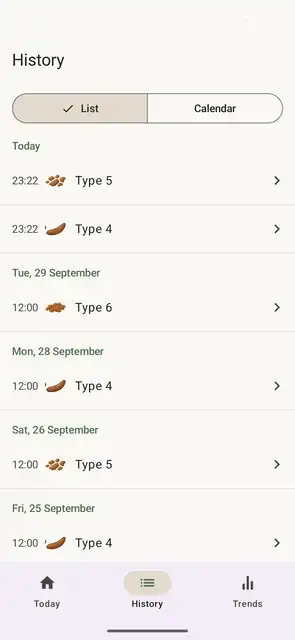 History
List
Calendar
Today
23:22 Type 5
23:22 Type 4
Tue, 29 September
12:00 Type 6
Mon, 28 September
12:00 Type 4
Sat, 26 September
12:00 Type 5
Fri, 25 September
12:00 Type 4
Today
History
Trends